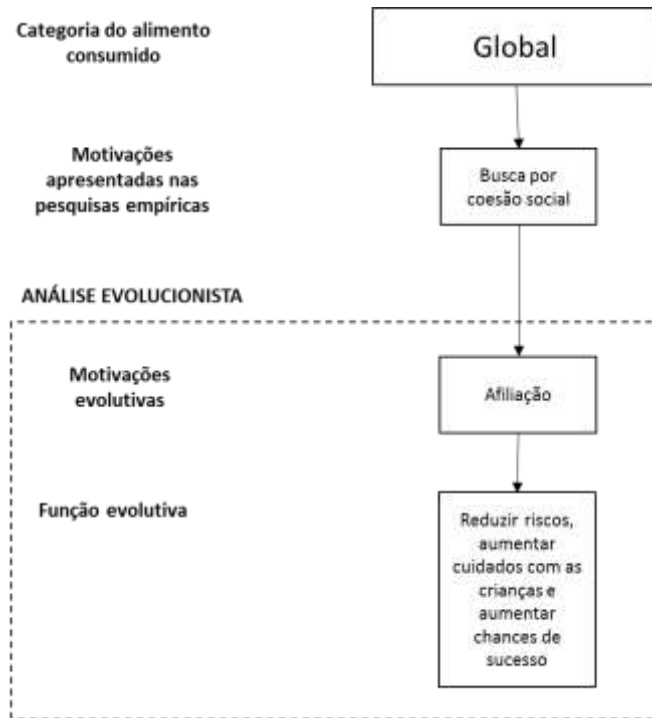 Categoria do alimento
consumido
Global
Motivações
apresentadas nas
pesquisas empíricas
Busca por
coesão social
ANÁLISE EVOLUCIONISTA
Motivações
evolutivas
Afiliação
Função evolutiva
Reduzir riscos,
aumentar
cuidados com as
crianças e
aumentar
chances de
sucesso